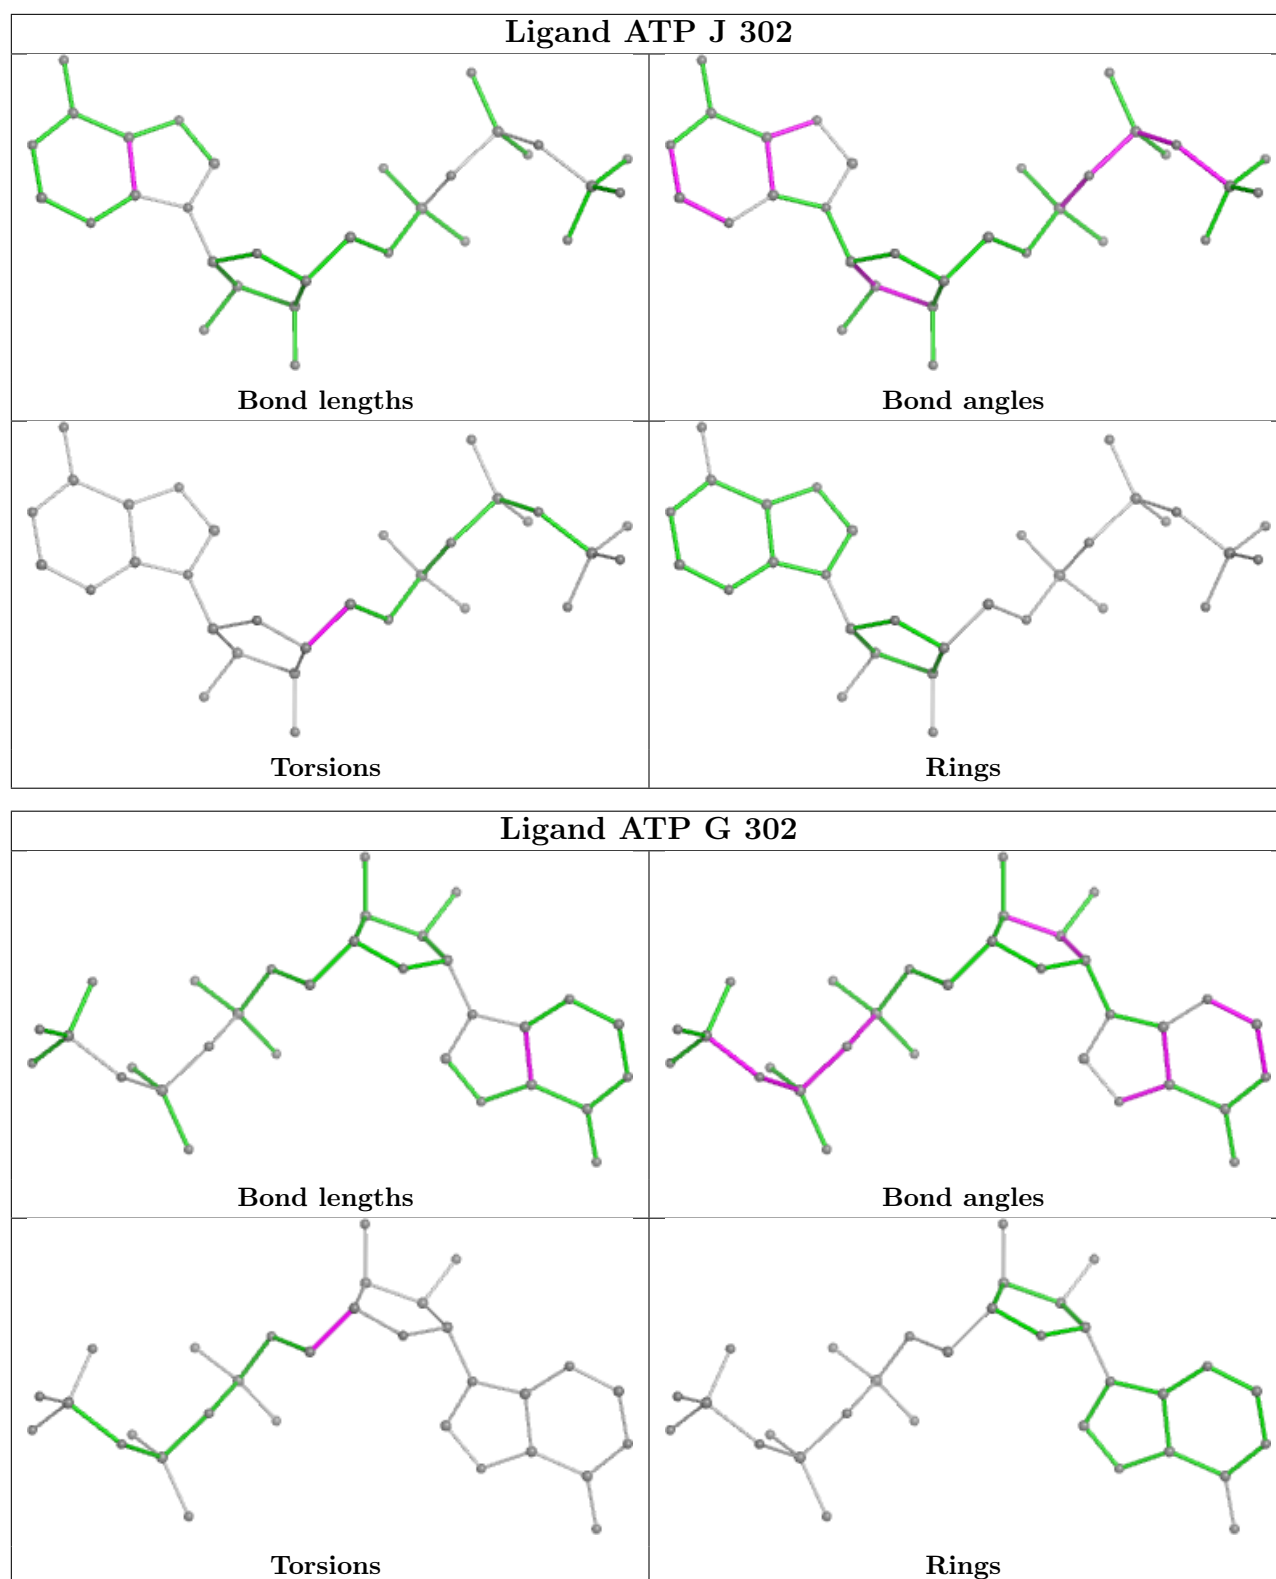 Ligand ATP J 302
Bond lengths
Bond angles
Torsions
Rings
Ligand ATP G 302
Bond lengths
Bond angles
Torsions
Rings